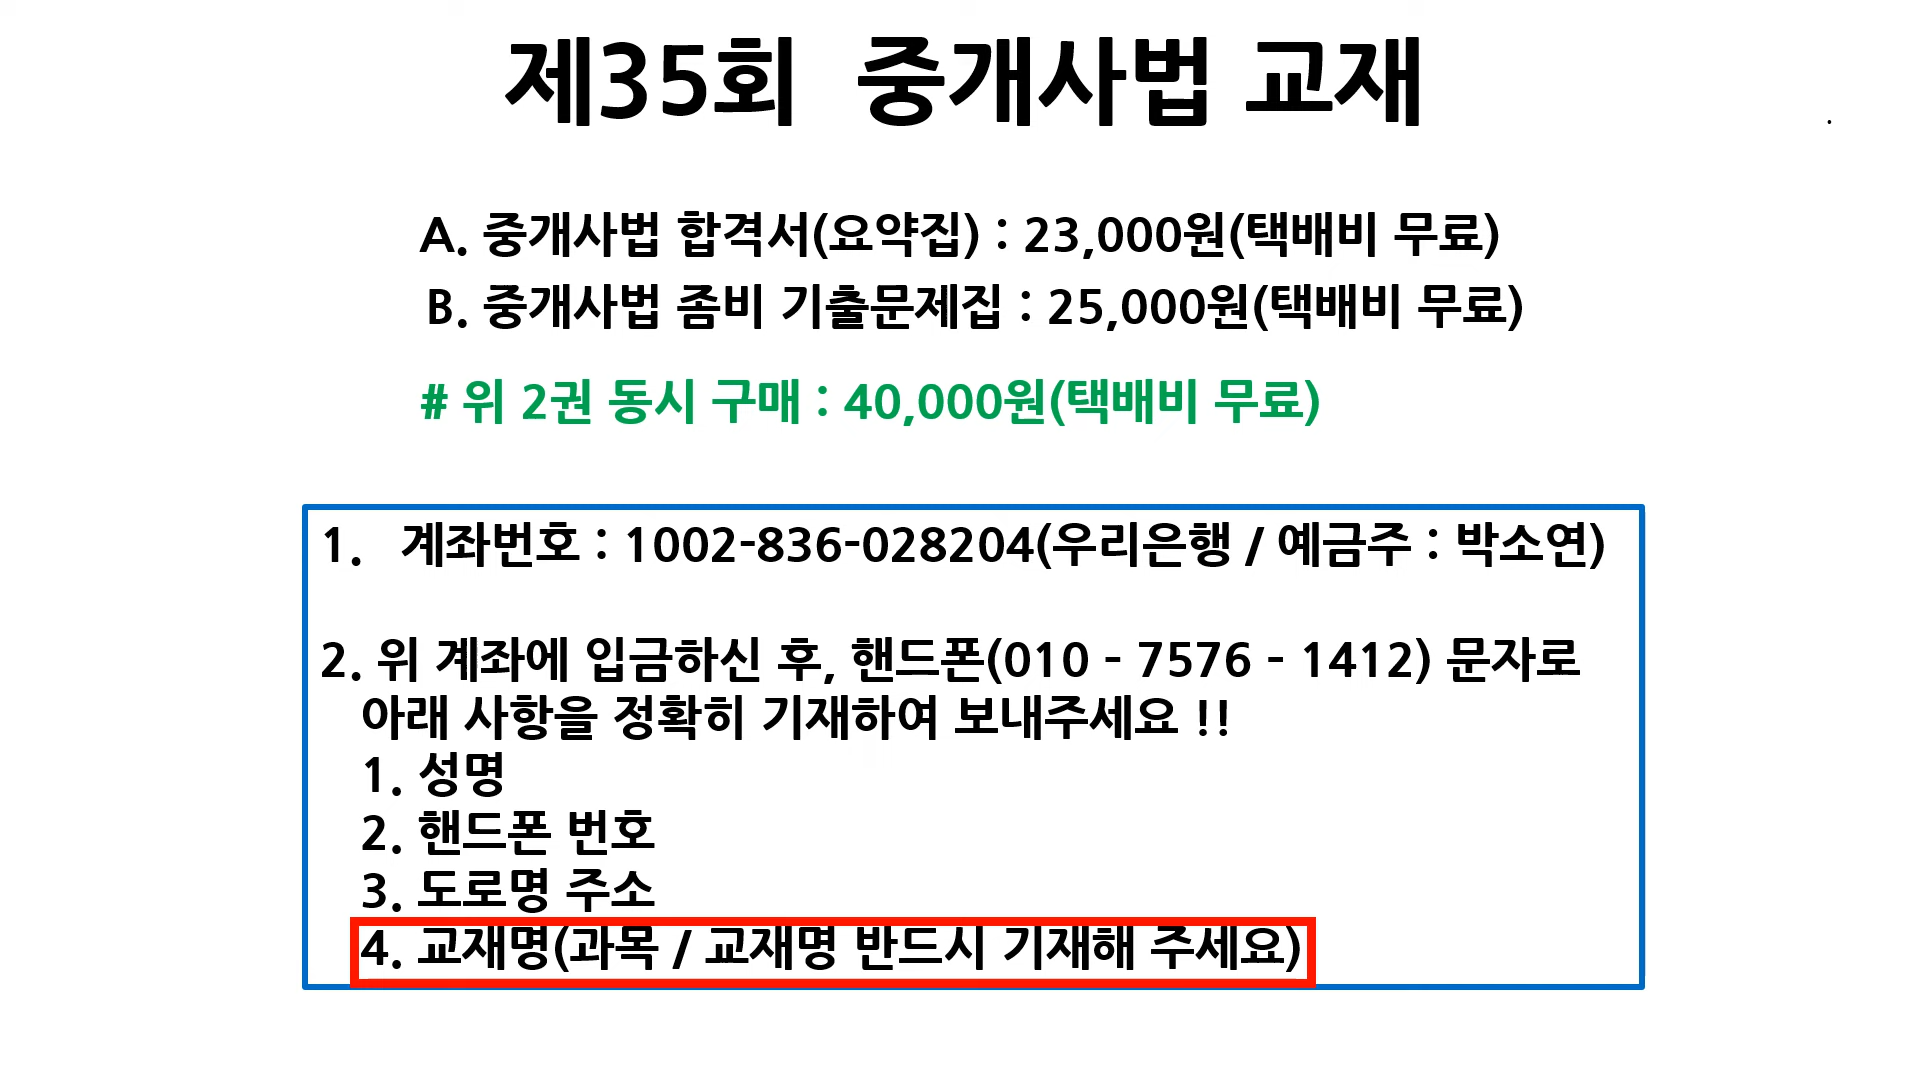 제35회 중개사법 교재
A. 중개사법 합격서(요약집) : 23,000원(택배비 무료)
B. 중개사법 좀비 기출문제집 : 25,000원(택배비 무료)
# 위 2권 동시 구매 : 40,000원(택배비 무료)
1. 계좌번호 : 1002-836-028204(우리은행 / 예금주 : 박소연)
2. 위 계좌에 입금하신 후, 핸드폰(010 - 7576 - 1412) 문자로
아래 사항을 정확히 기재하여 보내주세요 !!
1. 성명
2. 핸드폰 번호
3. 도로명 주소
4. 교재명(과목 / 교재명 반드시 기재해 주세요)